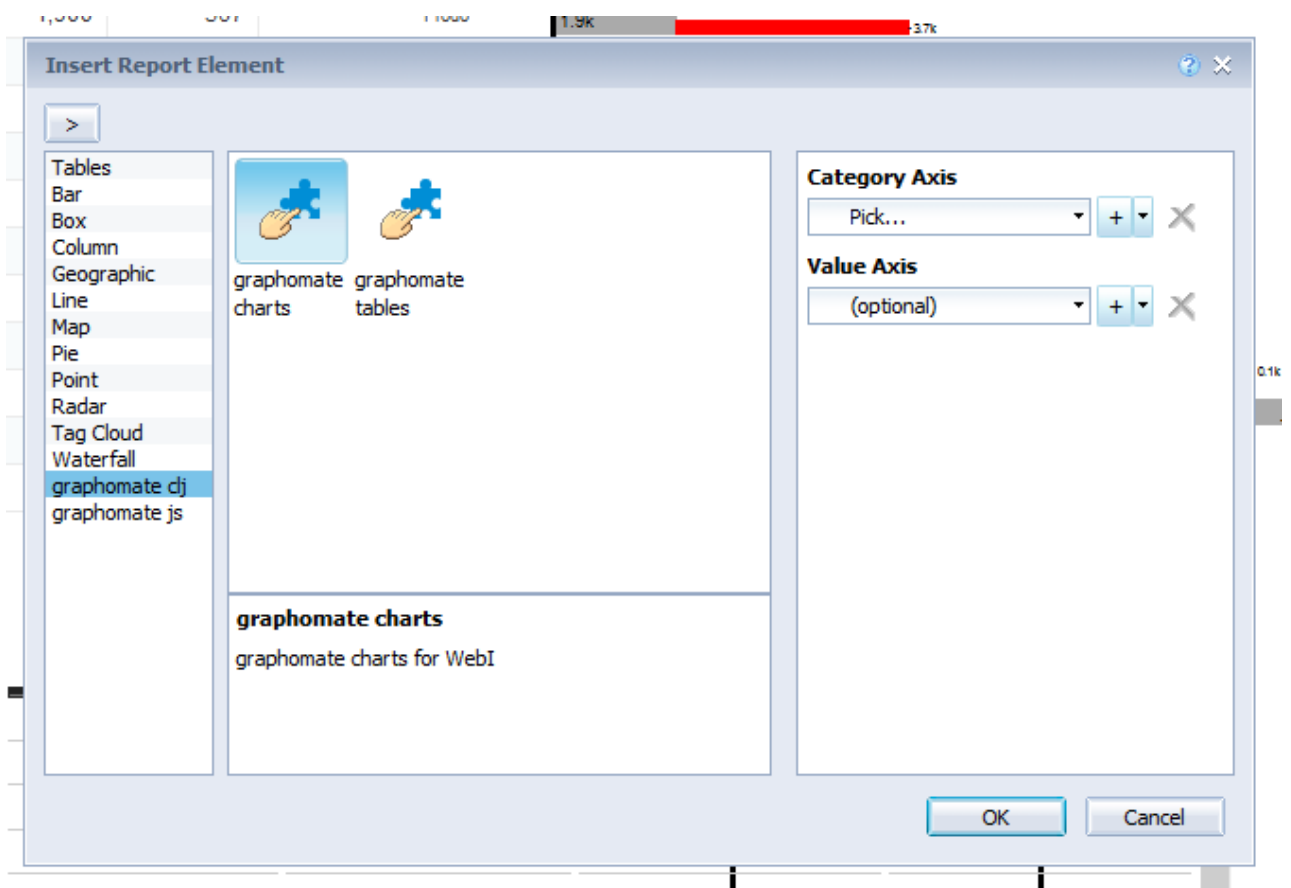 1.9k
3.7k
Insert Report Element
>
Tables
Bar
Box
Column
Geographic
Line
Map
Pie
Point
Radar
Tag Cloud
Waterfall
graphomate clj
graphomate js
graphomate charts
graphomate tables
graphomate charts
graphomate charts for WebI
Category Axis
Pick...
+
Value Axis
(optional)
+
0.1k
OK
Cancel